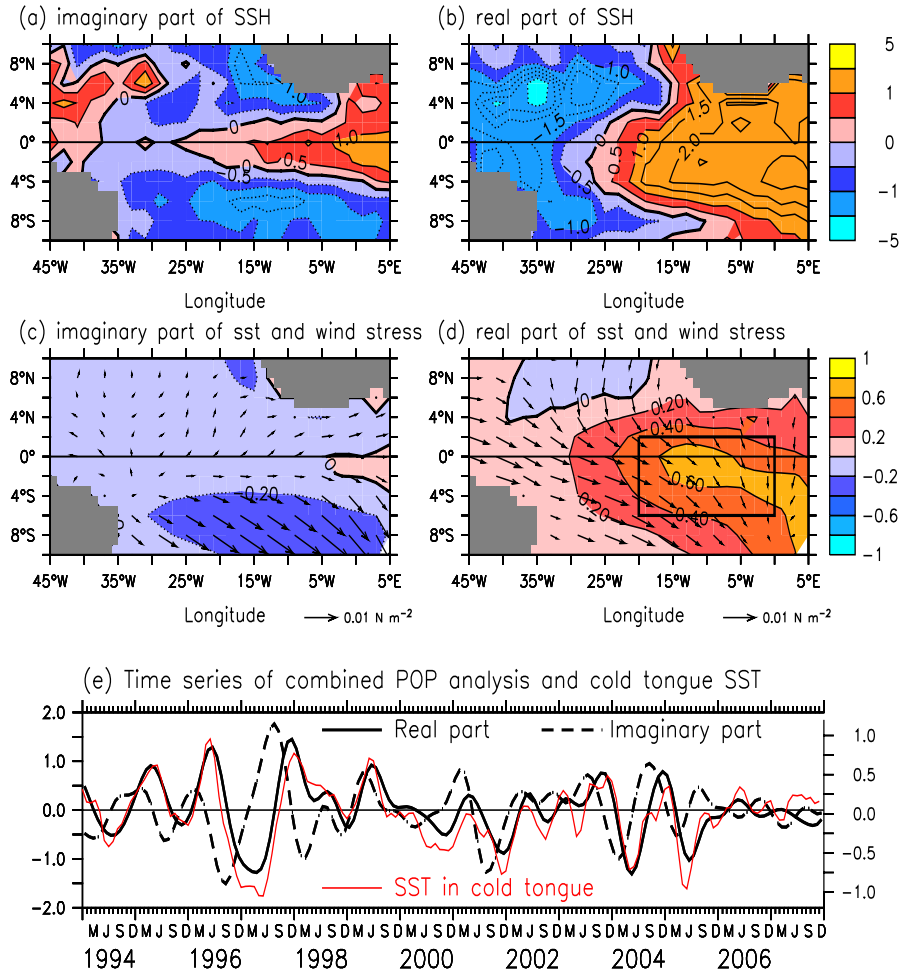 (a) imaginary part of SSH
(b) real part of SSH
8°N
4°N
0°
4°S
8°S
0
0
1.0
0.5
-0.5
-1.0
-1.0
-1.5
-0.5
0
0.5
1.0
1.5
2.0
-1.0
5
1
0
-1
-5
45°W 35°W 25°W 15°W 5°W 5°E
45°W 35°W 25°W 15°W 5°W 5°E
Longitude
Longitude
(c) imaginary part of sst and wind stress
(d) real part of sst and wind stress
8°N
4°N
0°
4°S
8°S
0
-0.20
0
0.20
0.40
0.60
0.20
0.40
1
0.6
0.2
-0.2
-0.6
-1
45°W 35°W 25°W 15°W 5°W 5°E
45°W 35°W 25°W 15°W 5°W 5°E
Longitude
0.01 N m⁻²
Longitude
0.01 N m⁻²
(e) Time series of combined POP analysis and cold tongue SST
2.0
1.0
0.0
-1.0
-2.0
Real part
Imaginary part
SST in cold tongue
1.0
0.5
0.0
-0.5
-1.0
M J S D M J S D M J S D M J S D M J S D M J S D M J S D M J S D M J S D M J S D M J S D M J S D M J S D M J S D
1994 1996 1998 2000 2002 2004 2006